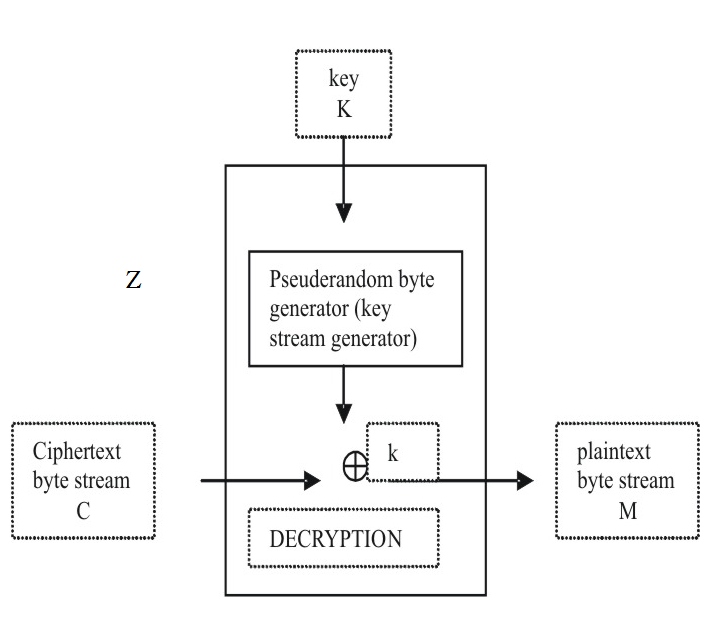 key
K
Z
Pseuderandom byte
generator (key
stream generator)
Ciphertext
byte stream
C
k
plaintext
byte stream
M
DECRYPTION